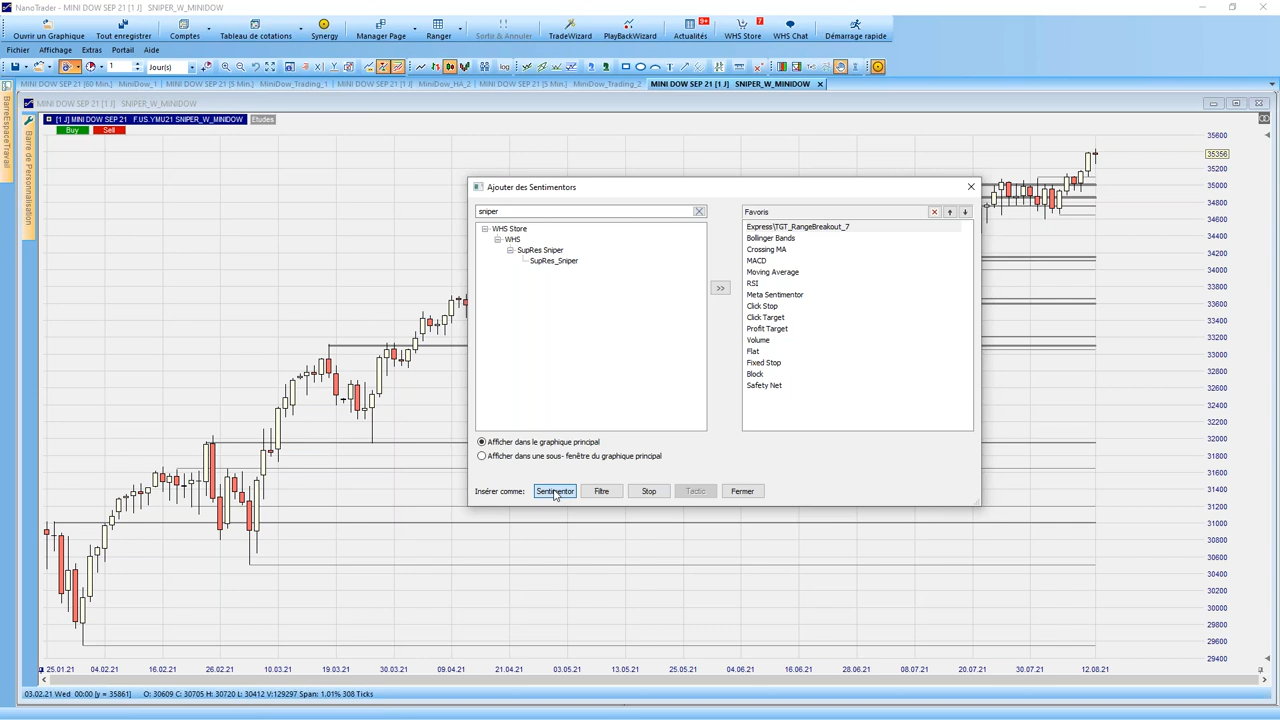 NanoTrader - MINI DOW SEP 21 [1 J] SNIPER_W_MINIDOW
Ouvrir un Graphique Tout enregistrer Comptes Tableau de cotations Synergy Manager Page Ranger Sortie & Annuler TradeWizard PlayBackWizard Actualités 9+ WHS Store 7 WHS Chat Démarrage rapide
Fichier Affichage Extras Portail Aide
1 Jour(s) log
MINI DOW SEP 21 [60 Min.] MiniDow_1 MINI DOW SEP 21 [5 Min.] MiniDow_Trading_1 MINI DOW SEP 21 [1 J] MiniDow_HA_2 MINI DOW SEP 21 [5 Min.] MiniDow_Trading_2 MINI DOW SEP 21 [1 J] SNIPER_W_MINIDOW
MINI DOW SEP 21 [1 J] SNIPER_W_MINIDOW
[1 J] MINI DOW SEP 21 F.US.YMU21 SNIPER_W_MINIDOW Etudes
Buy Sell
BarreEspaceTravail
Barre de Personnalisation
35600
35356
35000
34600
34200
34000
33600
33200
33000
32600
32200
32000
31800
31400
31200
31000
30600
30400
30200
30000
29800
29400
Ajouter des Sentimentors
sniper
WHS Store
WHS
SupRes Sniper
SupRes_Sniper
>>
Favoris
Express\TGT_RangeBreakout_7
Bollinger Bands
Crossing MA
MACD
Moving Average
RSI
Meta Sentimentor
Click Stop
Click Target
Profit Target
Volume
Flat
Fixed Stop
Block
Safety Net
Afficher dans le graphique principal
Afficher dans une sous- fenêtre du graphique principal
Insérer comme: Sentimentor Filtre Stop Tactic Fermer
25.01.21 04.02.21 16.02.21 26.02.21 10.03.21 19.03.21 30.03.21 09.04.21 21.04.21 03.05.21 13.05.21 25.05.21 04.06.21 16.06.21 28.06.21 08.07.21 20.07.21 30.07.21 12.08.21
03.02.21 Wed 00:00 [y = 35861] O: 30609 C: 30705 H: 30720 L: 30412 V:129297 Span: 1.01% 308 Ticks